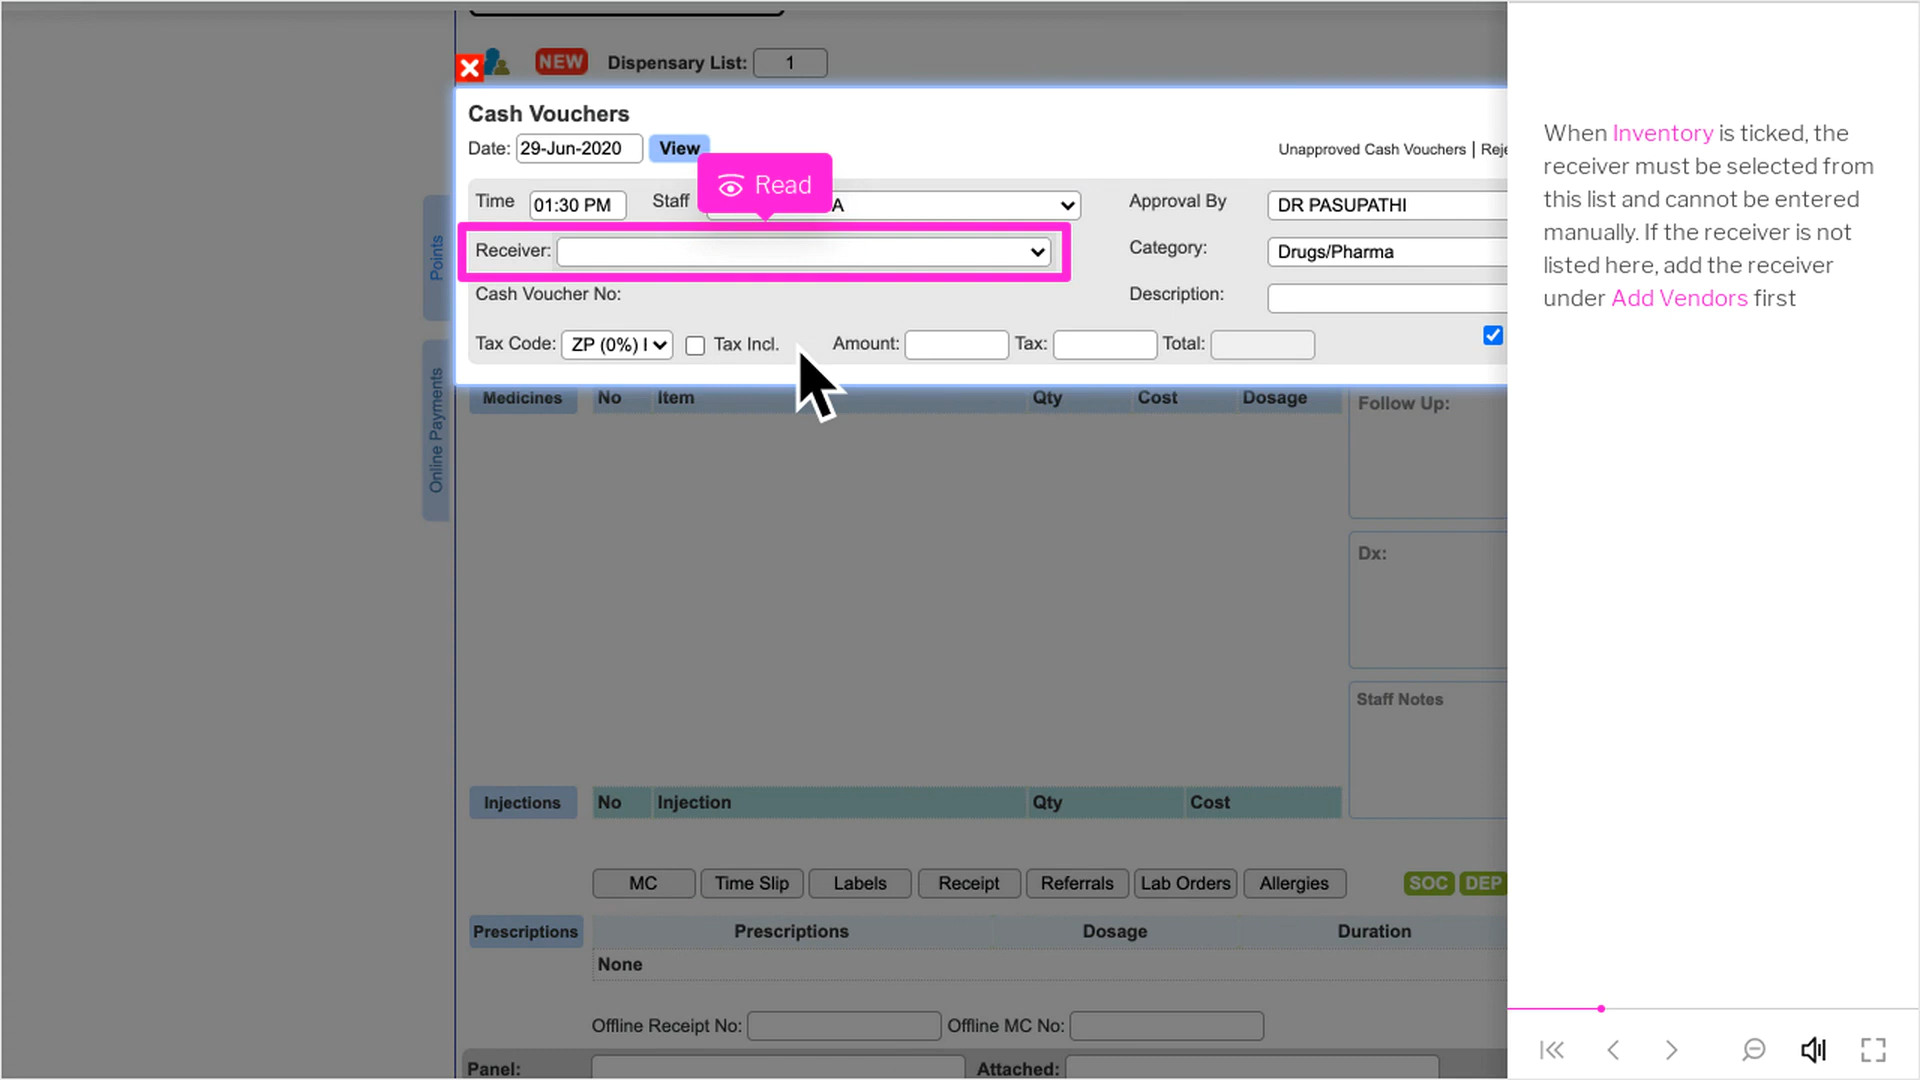 NEW Dispensary List: 1
Cash Vouchers
Date: 29-Jun-2020 View
Unapproved Cash Vouchers |
Read
Time 01:30 PM Staff A Approval By DR PASUPATHI
Receiver: Category: Drugs/Pharma
Cash Voucher No: Description:
Tax Code: ZP (0%) Tax Incl. Amount: Tax: Total:
Points
Online Payments
Medicines No Item Qty Cost Dosage
Follow Up:
Dx:
Staff Notes
Injections No Injection Qty Cost
MC Time Slip Labels Receipt Referrals Lab Orders Allergies SOC DEP
Prescriptions Prescriptions Dosage Duration
None
Offline Receipt No: Offline MC No:
Panel: Attached:
When Inventory is ticked, the
receiver must be selected from
this list and cannot be entered
manually. If the receiver is not
listed here, add the receiver
under Add Vendors first